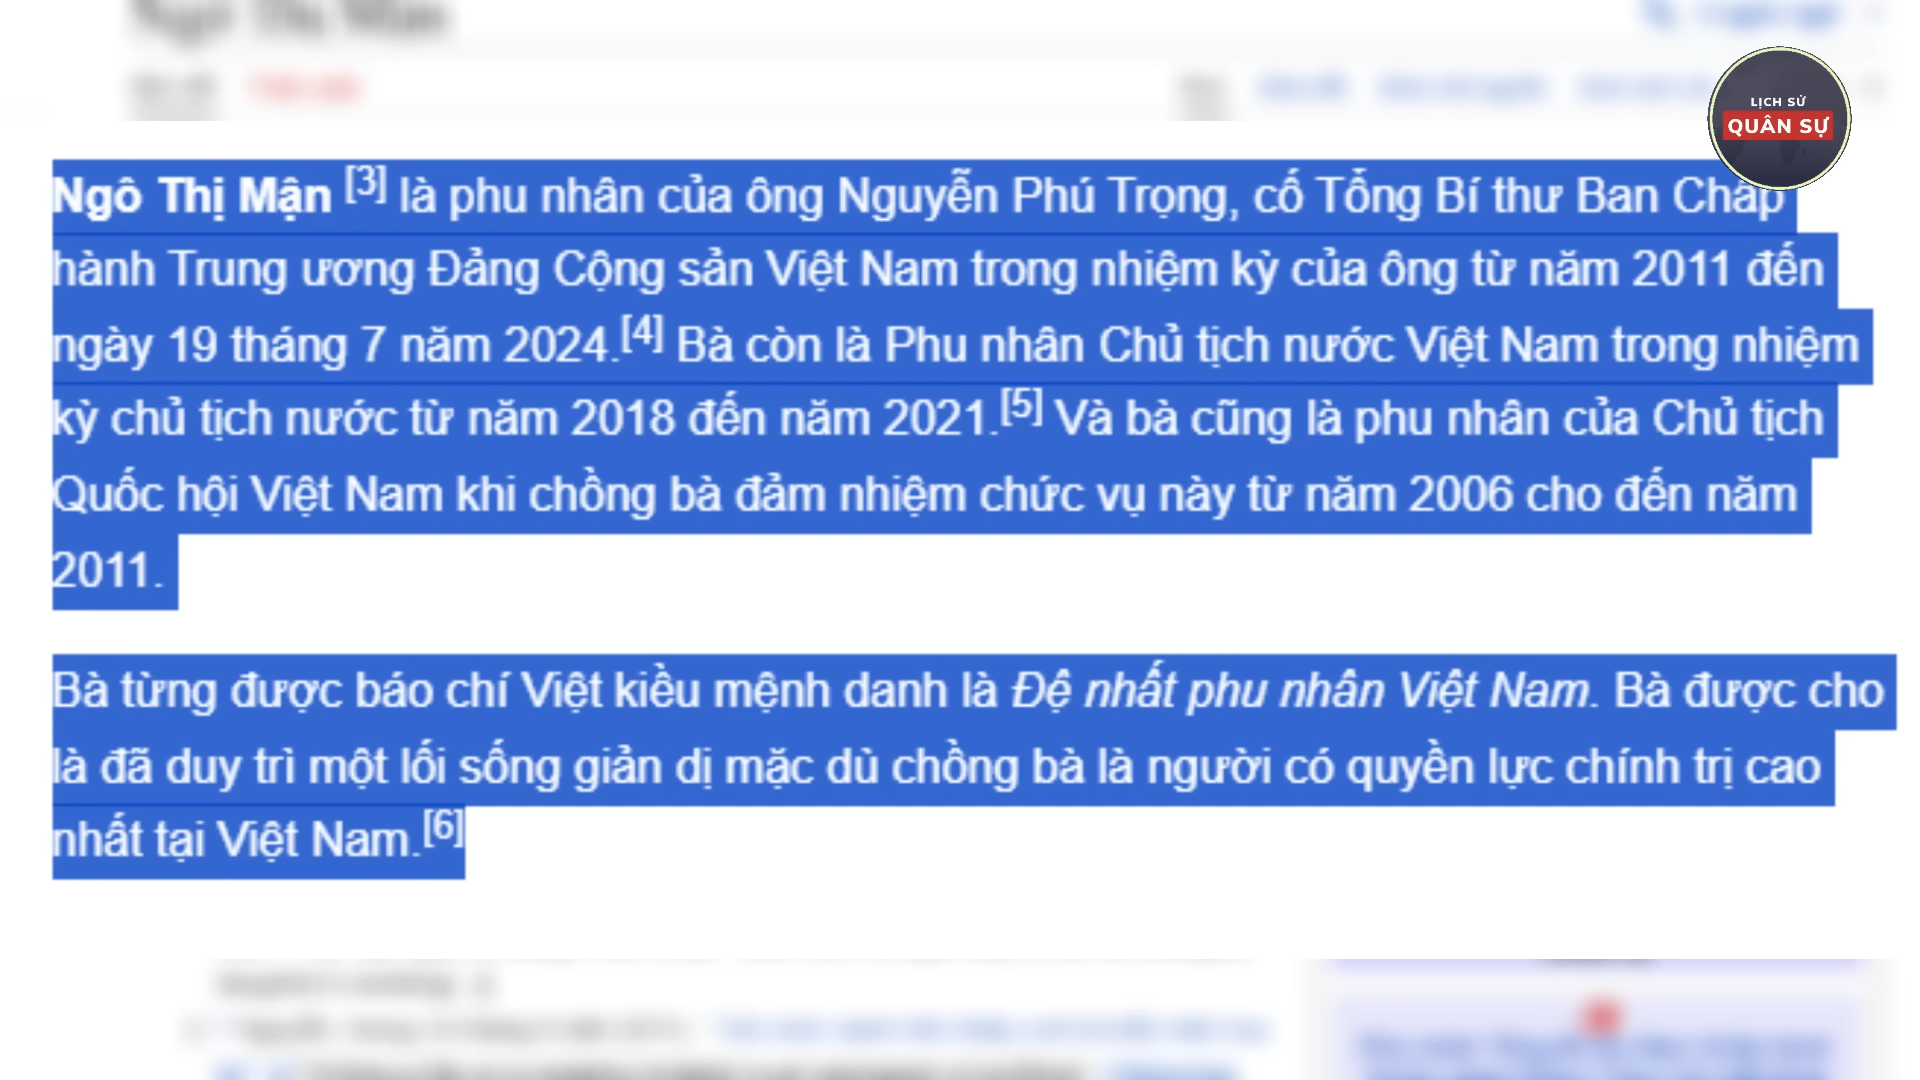 Ngô Thị Mận
LỊCH SỬ
QUÂN SỰ
Ngô Thị Mận [3] là phu nhân của ông Nguyễn Phú Trọng, cố Tổng Bí thư Ban Chấp
hành Trung ương Đảng Cộng sản Việt Nam trong nhiệm kỳ của ông từ năm 2011 đến
ngày 19 tháng 7 năm 2024.[4] Bà còn là Phu nhân Chủ tịch nước Việt Nam trong nhiệm
kỳ chủ tịch nước từ năm 2018 đến năm 2021.[5] Và bà cũng là phu nhân của Chủ tịch
Quốc hội Việt Nam khi chồng bà đảm nhiệm chức vụ này từ năm 2006 cho đến năm
2011.
Bà từng được báo chí Việt kiều mệnh danh là Đệ nhất phu nhân Việt Nam. Bà được cho
là đã duy trì một lối sống giản dị mặc dù chồng bà là người có quyền lực chính trị cao
nhất tại Việt Nam.[6]